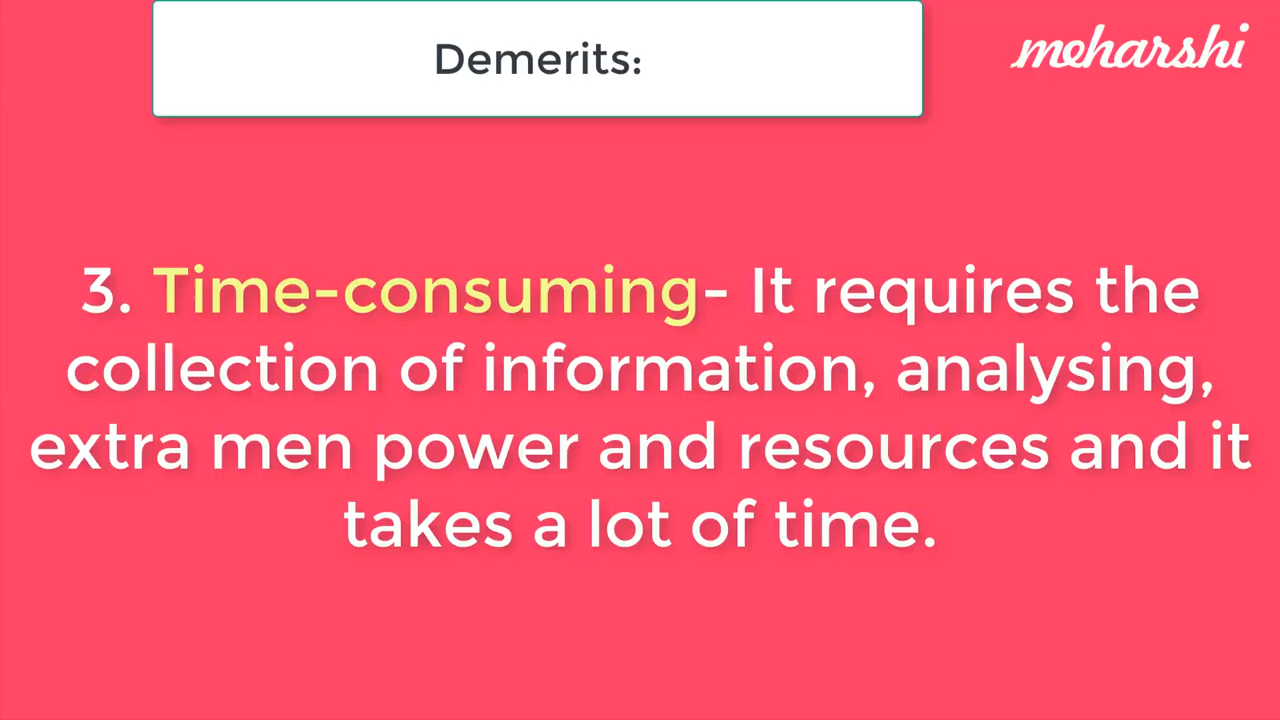 Demerits:
meharshi
3. Time-consuming- It requires the
collection of information, analysing,
extra men power and resources and it
takes a lot of time.